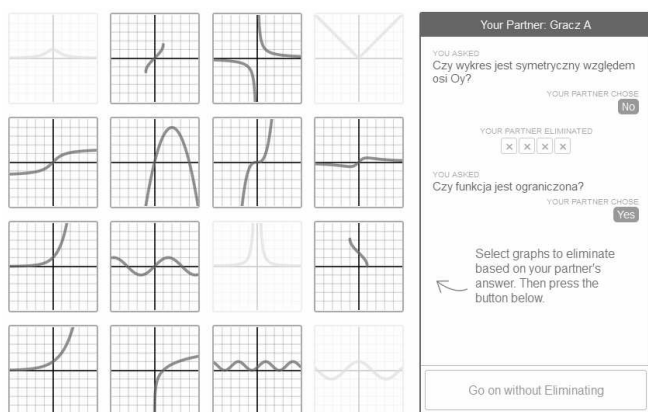 Your Partner: Gracz A
YOU ASKED
Czy wykres jest symetryczny względem
osi Oy?
YOUR PARTNER CHOSE
No
YOUR PARTNER ELIMINATED
× × × ×
YOU ASKED
Czy funkcja jest ograniczona?
YOUR PARTNER CHOSE
Yes
Select graphs to eliminate
based on your partner's
answer. Then press the
button below.
Go on without Eliminating